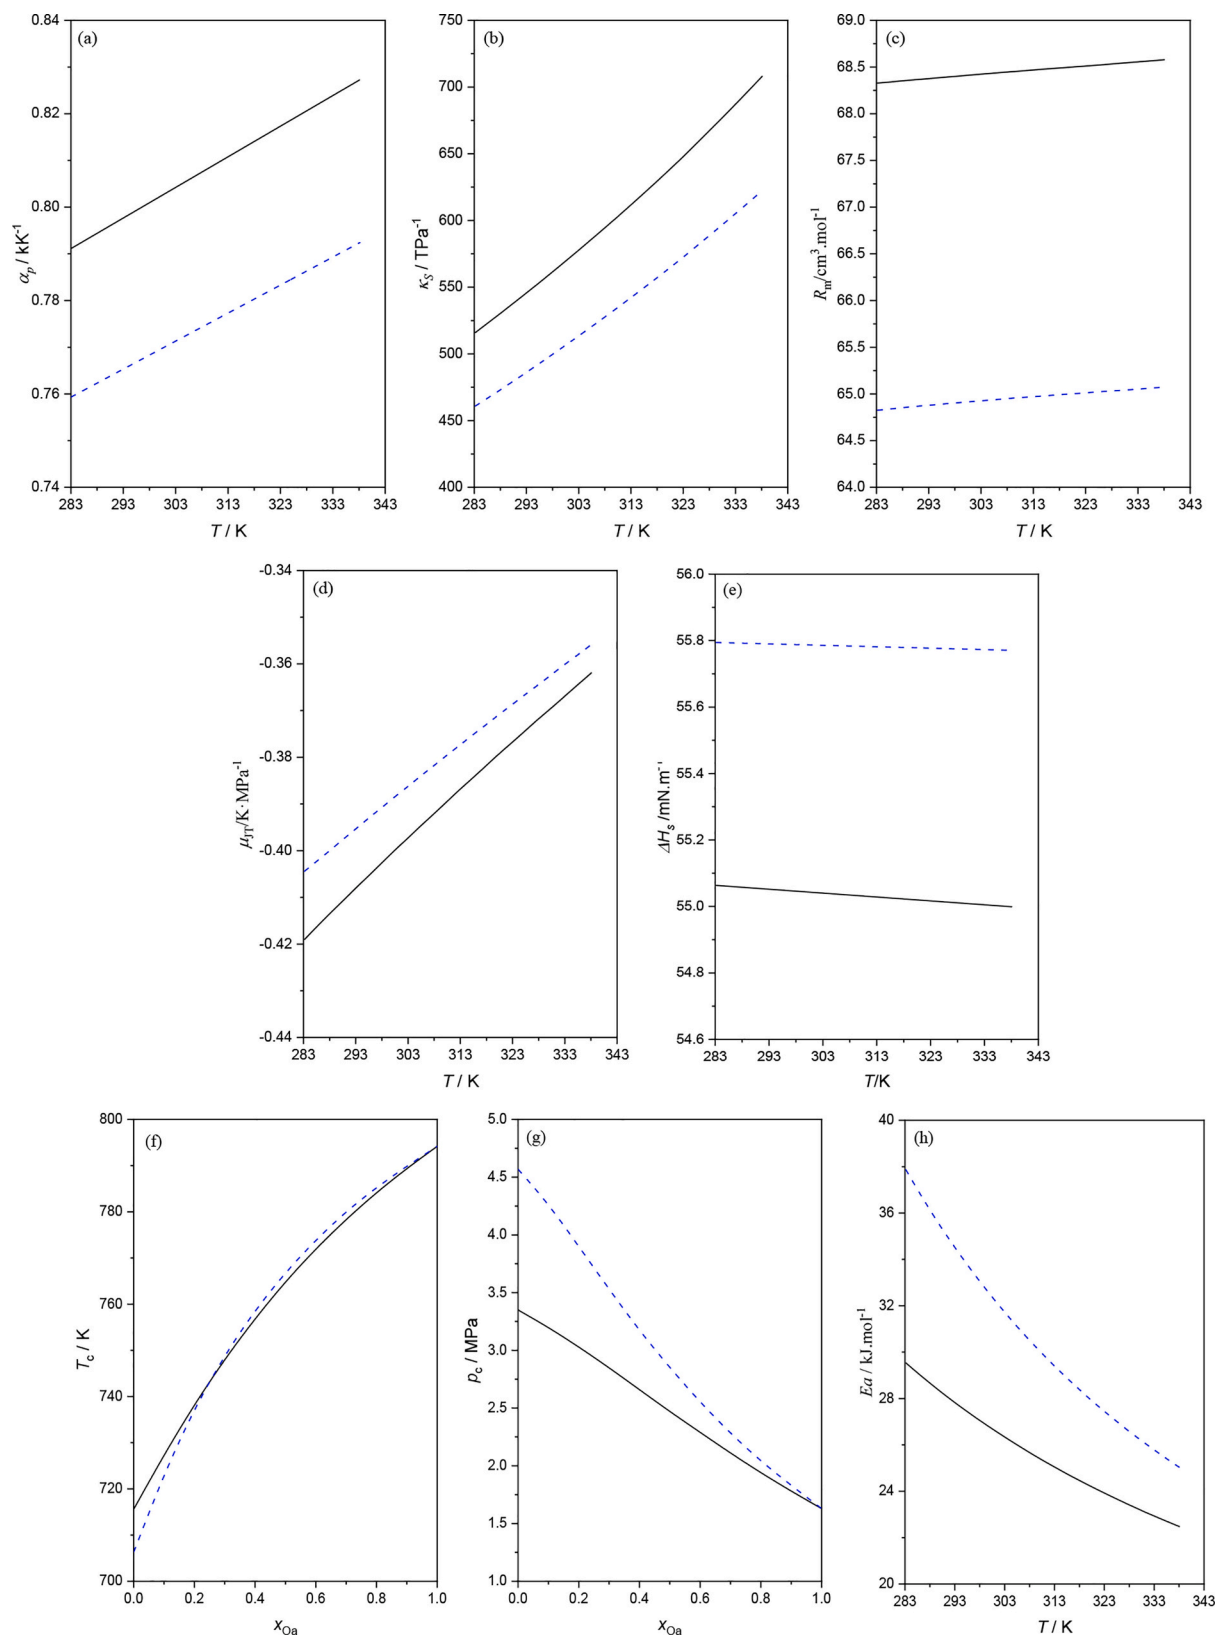 (a)
0.84
0.82
0.80
0.78
0.76
0.74
αp / kK-1
283 293 303 313 323 333 343
T / K
(b)
750
700
650
600
550
500
450
400
κS / TPa-1
283 293 303 313 323 333 343
T / K
(c)
69.0
68.5
68.0
67.5
67.0
66.5
66.0
65.5
65.0
64.5
64.0
Rm/cm3.mol-1
283 293 303 313 323 333 343
T / K
(d)
-0.34
-0.36
-0.38
-0.40
-0.42
-0.44
μJT/K·MPa-1
283 293 303 313 323 333 343
T / K
(e)
56.0
55.8
55.6
55.4
55.2
55.0
54.8
54.6
ΔHs /mN.m-1
283 293 303 313 323 333 343
T/K
(f)
800
780
760
740
720
700
Tc / K
0.0 0.2 0.4 0.6 0.8 1.0
xOa
(g)
5.0
4.5
4.0
3.5
3.0
2.5
2.0
1.5
1.0
pc / MPa
0.0 0.2 0.4 0.6 0.8 1.0
xOa
(h)
40
36
32
28
24
20
Ea / kJ.mol-1
283 293 303 313 323 333 343
T / K